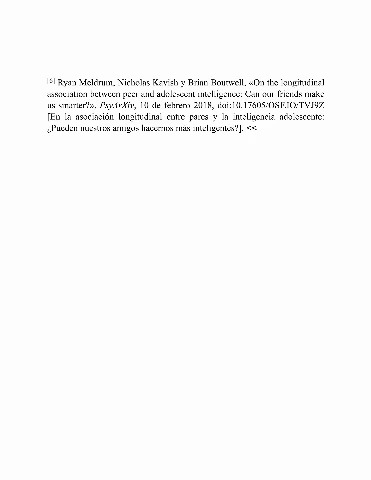 [6] Ryan Meldrum, Nicholas Kavish y Brian Boutwell, «On the longitudinal
association between peer and adolescent intelligence: Can our friends make
us smarter?», PsyArXiv, 10 de febrero 2018, doi:10.17605/OSF.IO/TVJ9Z
[En la asociación longitudinal entre pares y la inteligencia adolescente:
¿Pueden nuestros amigos hacernos más inteligentes?]. <<